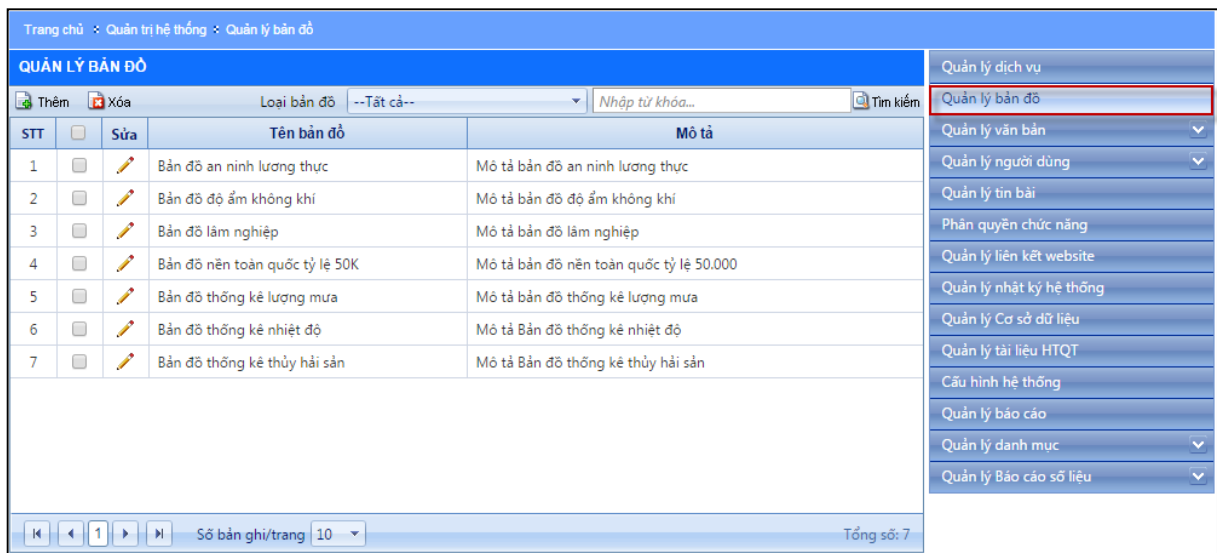 Trang chủ Quản trị hệ thống Quản lý bản đồ
QUẢN LÝ BẢN ĐỒ
Thêm Xóa Loại bản đồ --Tất cả-- Nhập từ khóa... Tìm kiếm
STT Sửa Tên bản đồ Mô tả
1 Bản đồ an ninh lương thực Mô tả bản đồ an ninh lương thực
2 Bản đồ độ ẩm không khí Mô tả bản đồ độ ẩm không khí
3 Bản đồ lâm nghiệp Mô tả bản đồ lâm nghiệp
4 Bản đồ nền toàn quốc tỷ lệ 50K Mô tả bản đồ nền toàn quốc tỷ lệ 50.000
5 Bản đồ thống kê lượng mưa Mô tả bản đồ thống kê lượng mưa
6 Bản đồ thống kê nhiệt độ Mô tả Bản đồ thống kê nhiệt độ
7 Bản đồ thống kê thủy hải sản Mô tả Bản đồ thống kê thủy hải sản
1 Số bản ghi/trang 10 Tổng số: 7
Quản lý dịch vụ
Quản lý bản đồ
Quản lý văn bản
Quản lý người dùng
Quản lý tin bài
Phân quyền chức năng
Quản lý liên kết website
Quản lý nhật ký hệ thống
Quản lý Cơ sở dữ liệu
Quản lý tài liệu HTQT
Cấu hình hệ thống
Quản lý báo cáo
Quản lý danh mục
Quản lý Báo cáo số liệu